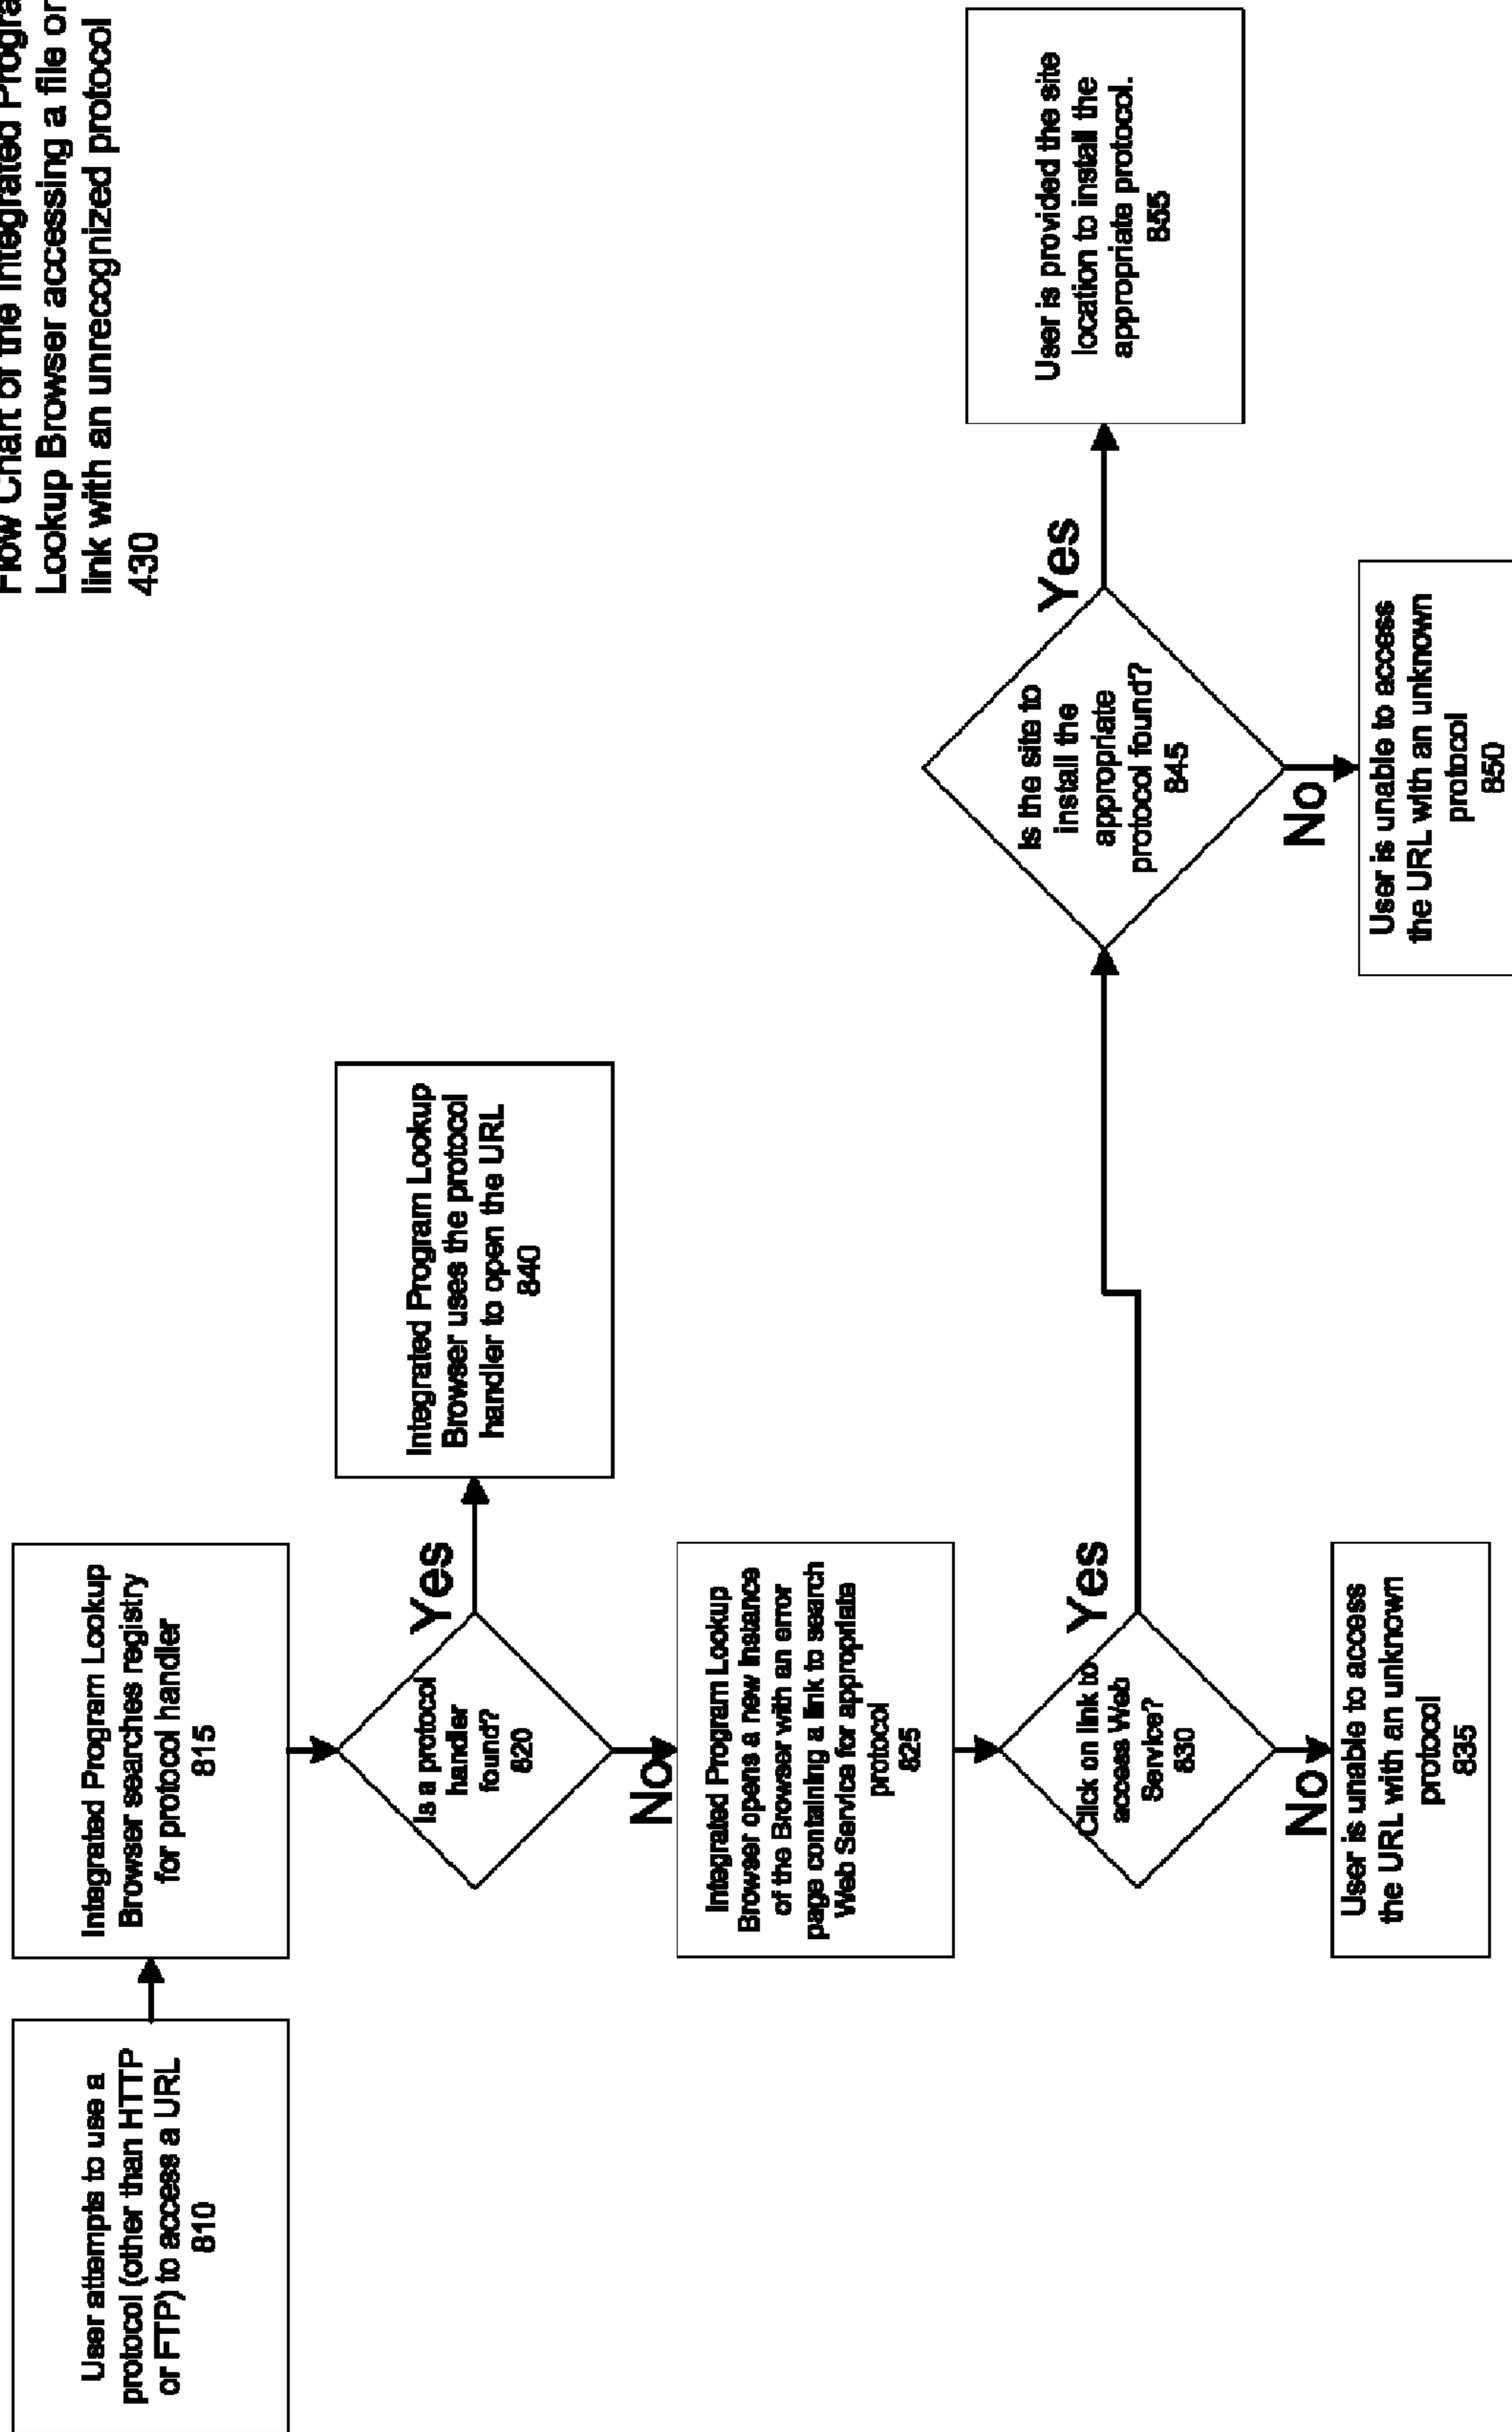 Flow Chart of the Integrated
Lookup Browser accessing a file or
link with an unrecognized protocol
430
User attempts to use a
protocol (other than HTTP
or FTP) to access a URL
810
Integrated Program Lookup
Browser searches registry
for protocol handler
815
Is a protocol
handler
found?
820
Yes
Integrated Program Lookup
Browser uses the protocol
handler to open the URL
840
No
Integrated Program Lookup
Browser opens a new instance
of the Browser with an error
page containing a link to search
Web Service for appropriate
protocol
825
Click on link to
access Web
Service?
830
Yes
No
User is unable to access
the URL with an unknown
protocol
835
Is the site to
install the
appropriate
protocol found?
845
Yes
User is provided the site
location to install the
appropriate protocol.
855
No
User is unable to access
the URL with an unknown
protocol
850